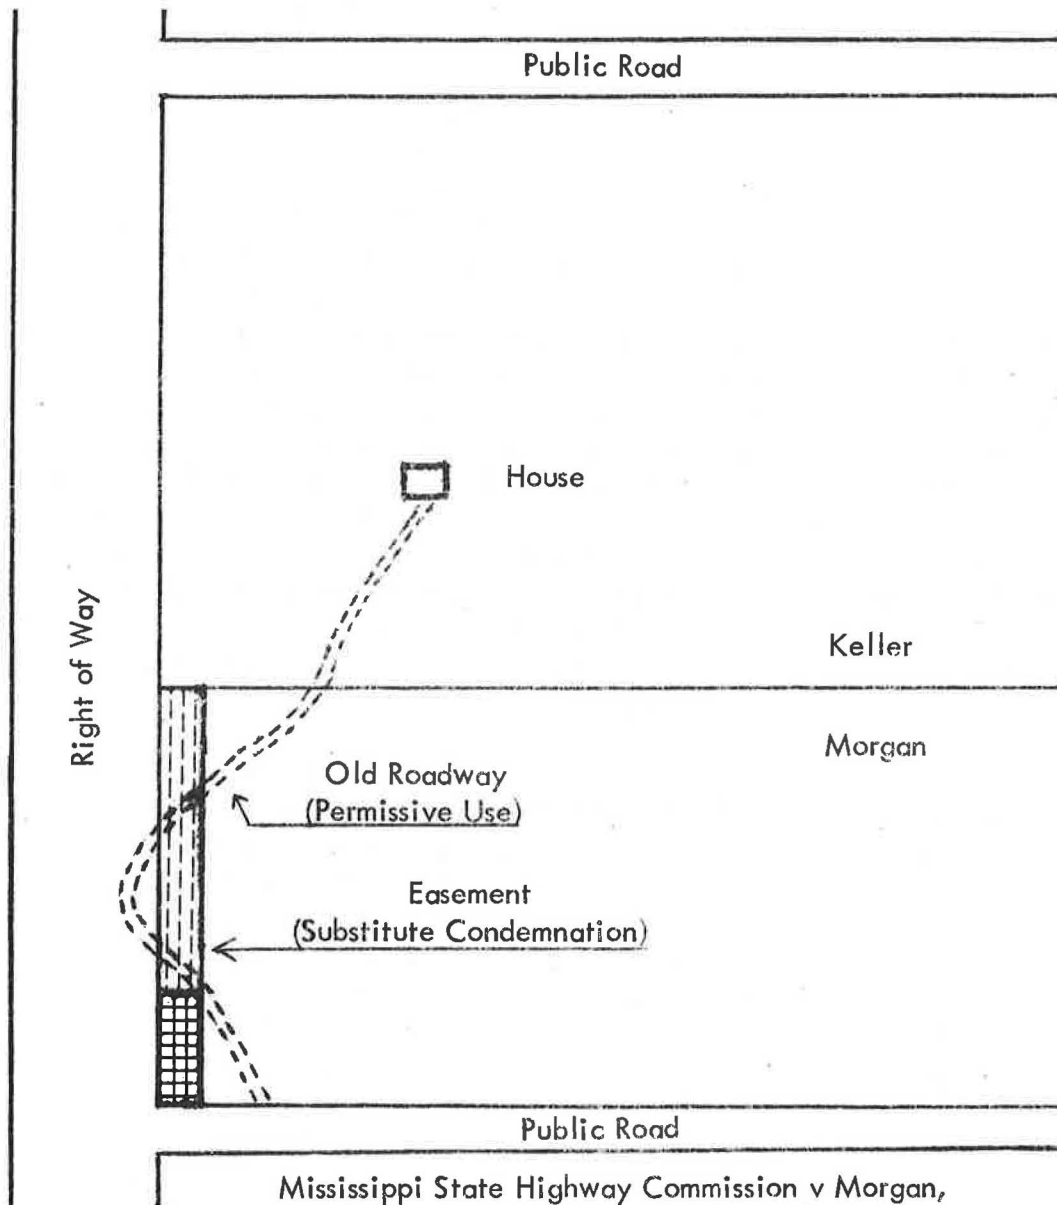 Public Road
House
Right of Way
Keller
Morgan
Old Roadway
(Permissive Use)
Easement
(Substitute Condemnation)
Public Road
Mississippi State Highway Commission v Morgan,